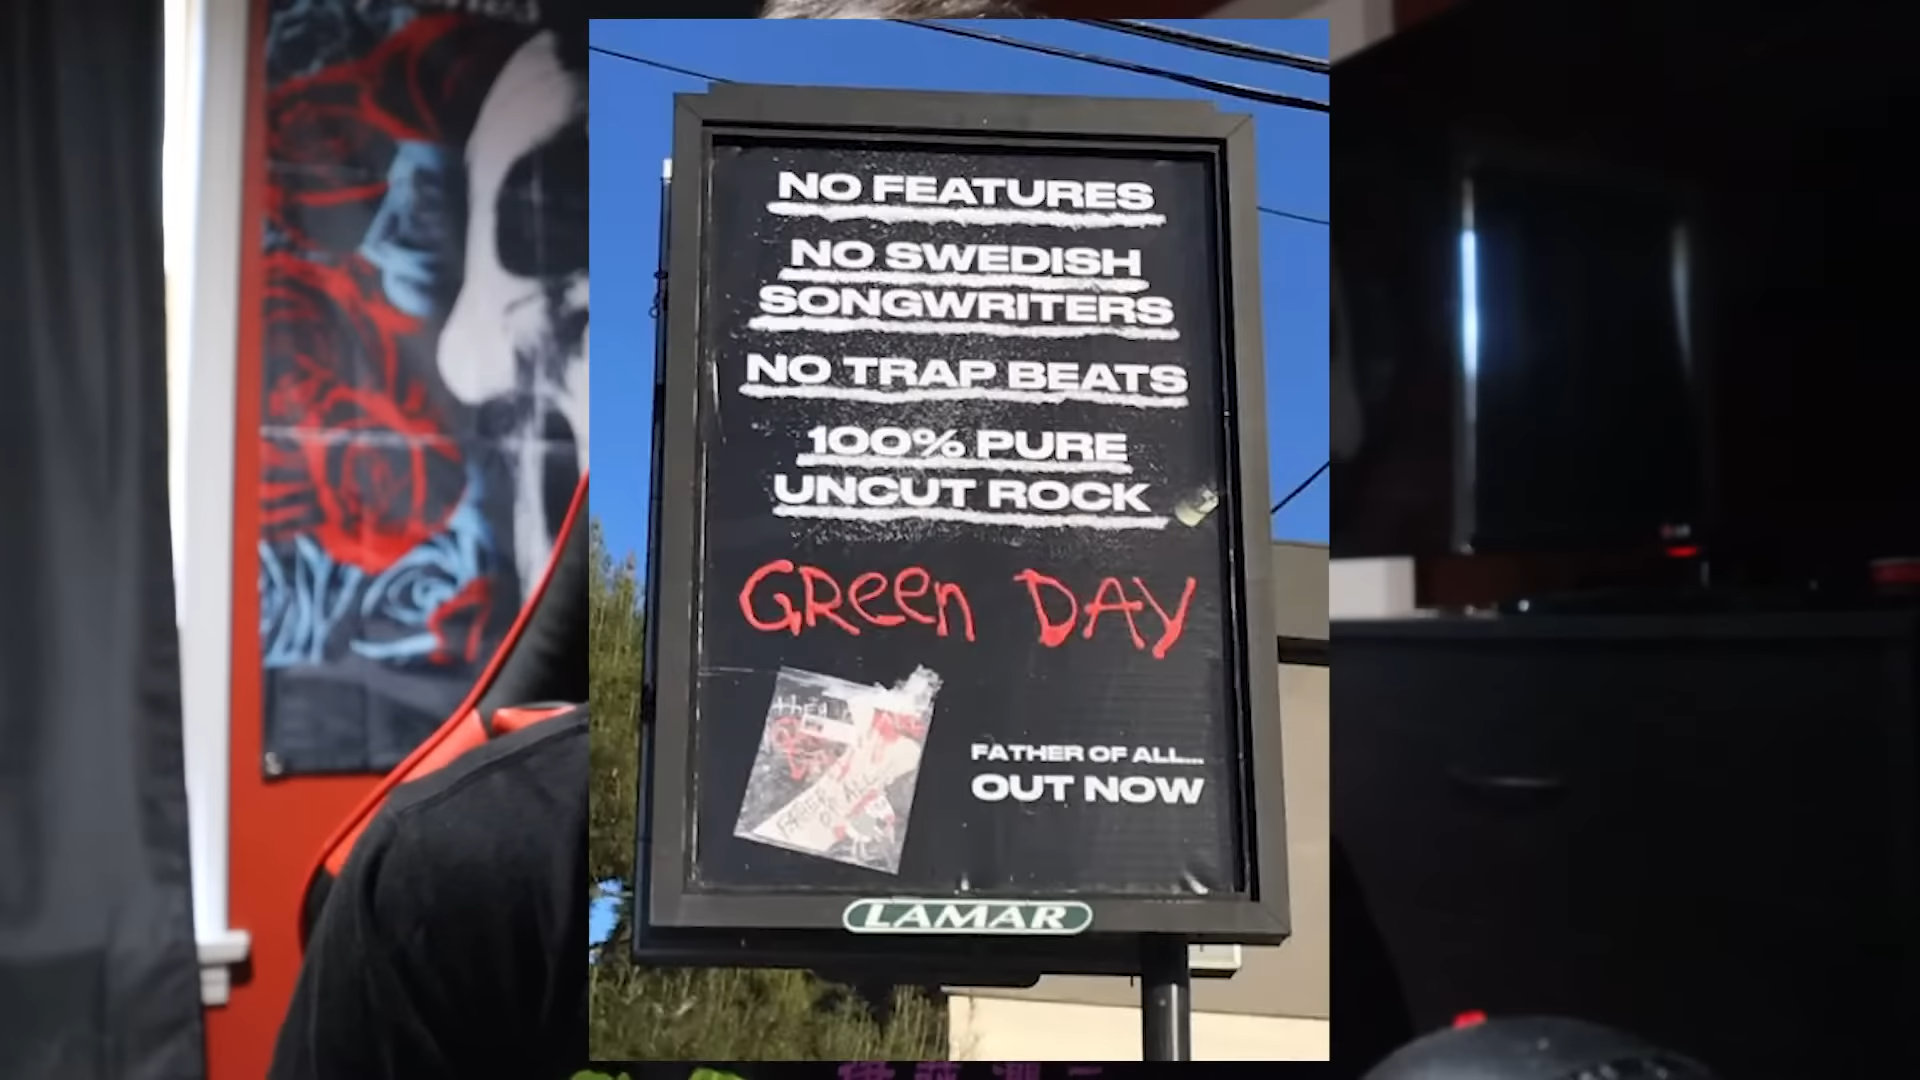 NO FEATURES
NO SWEDISH
SONGWRITERS
NO TRAP BEATS
100% PURE
UNCUT ROCK
GReen DAY
FATHER OF ALL...
OUT NOW
LAMAR